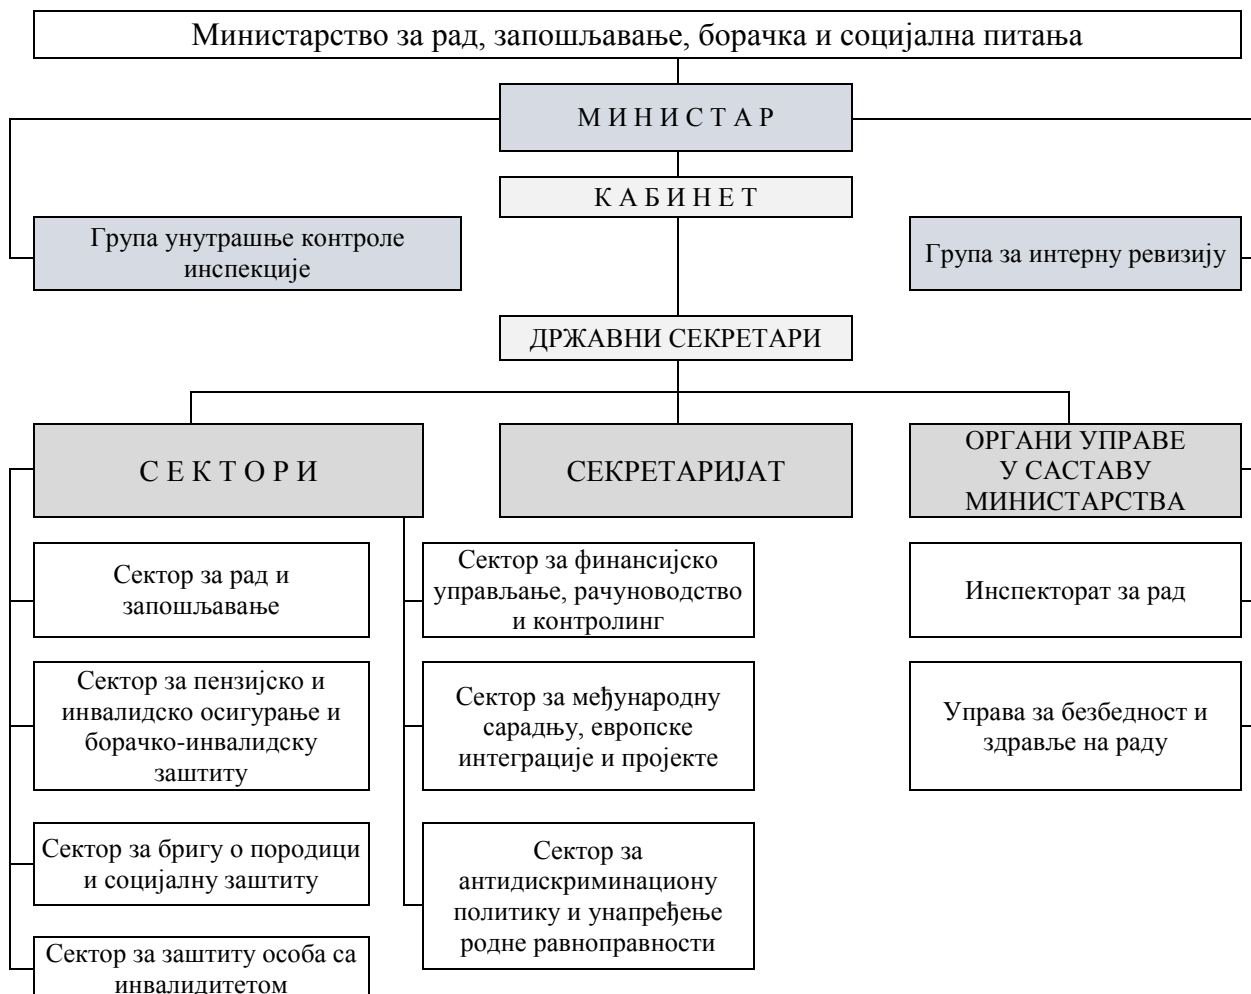 Министарство за рад, запошљавање, борачка и социјална питања
М И Н И С Т А Р
К А Б И Н Е Т
Група унутрашње контроле
инспекције
Група за интерну ревизију
ДРЖАВНИ СЕКРЕТАРИ
С Е К Т О Р И
СЕКРЕТАРИЈАТ
ОРГАНИ УПРАВЕ
У САСТАВУ
МИНИСТАРСТВА
Сектор за рад и
запошљавање
Сектор за финансијско
управљање, рачуноводство
и контролинг
Инспекторат за рад
Сектор за пензијско и
инвалидско осигурање и
борачко-инвалидску
заштиту
Сектор за међународну
сарадњу, европске
интеграције и пројекте
Управа за безбедност и
здравље на раду
Сектор за бригу о породици
и социјалну заштиту
Сектор за
антидискриминациону
политику и унапређење
родне равноправности
Сектор за заштиту особа са
инвалидитетом